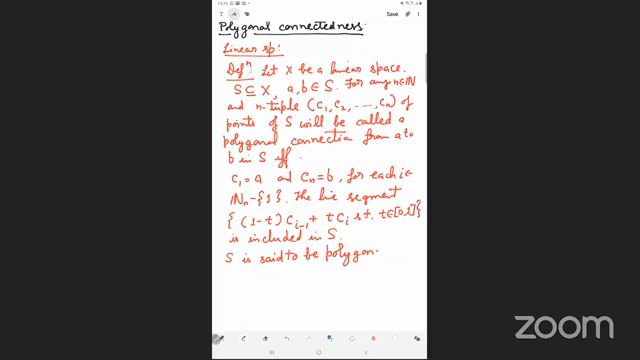 Save
Polygonal connectedness.
Linear sp:
Defⁿ: Let X be a linear space.
S ⊆ X, a, b ∈ S. For any n ∈ ℕ
and n-tuple (c₁, c₂, ...., cₙ) of
points of S will be called a
polygonal connection from a to
b in S iff
c₁ = a and cₙ = b, for each i ∈
ℕₙ - {1}. The line segment
{(1-t) cᵢ₋₁ + t cᵢ s.t. t ∈ [0,1]}
is included in S.
S is said to be polygon.
zoom